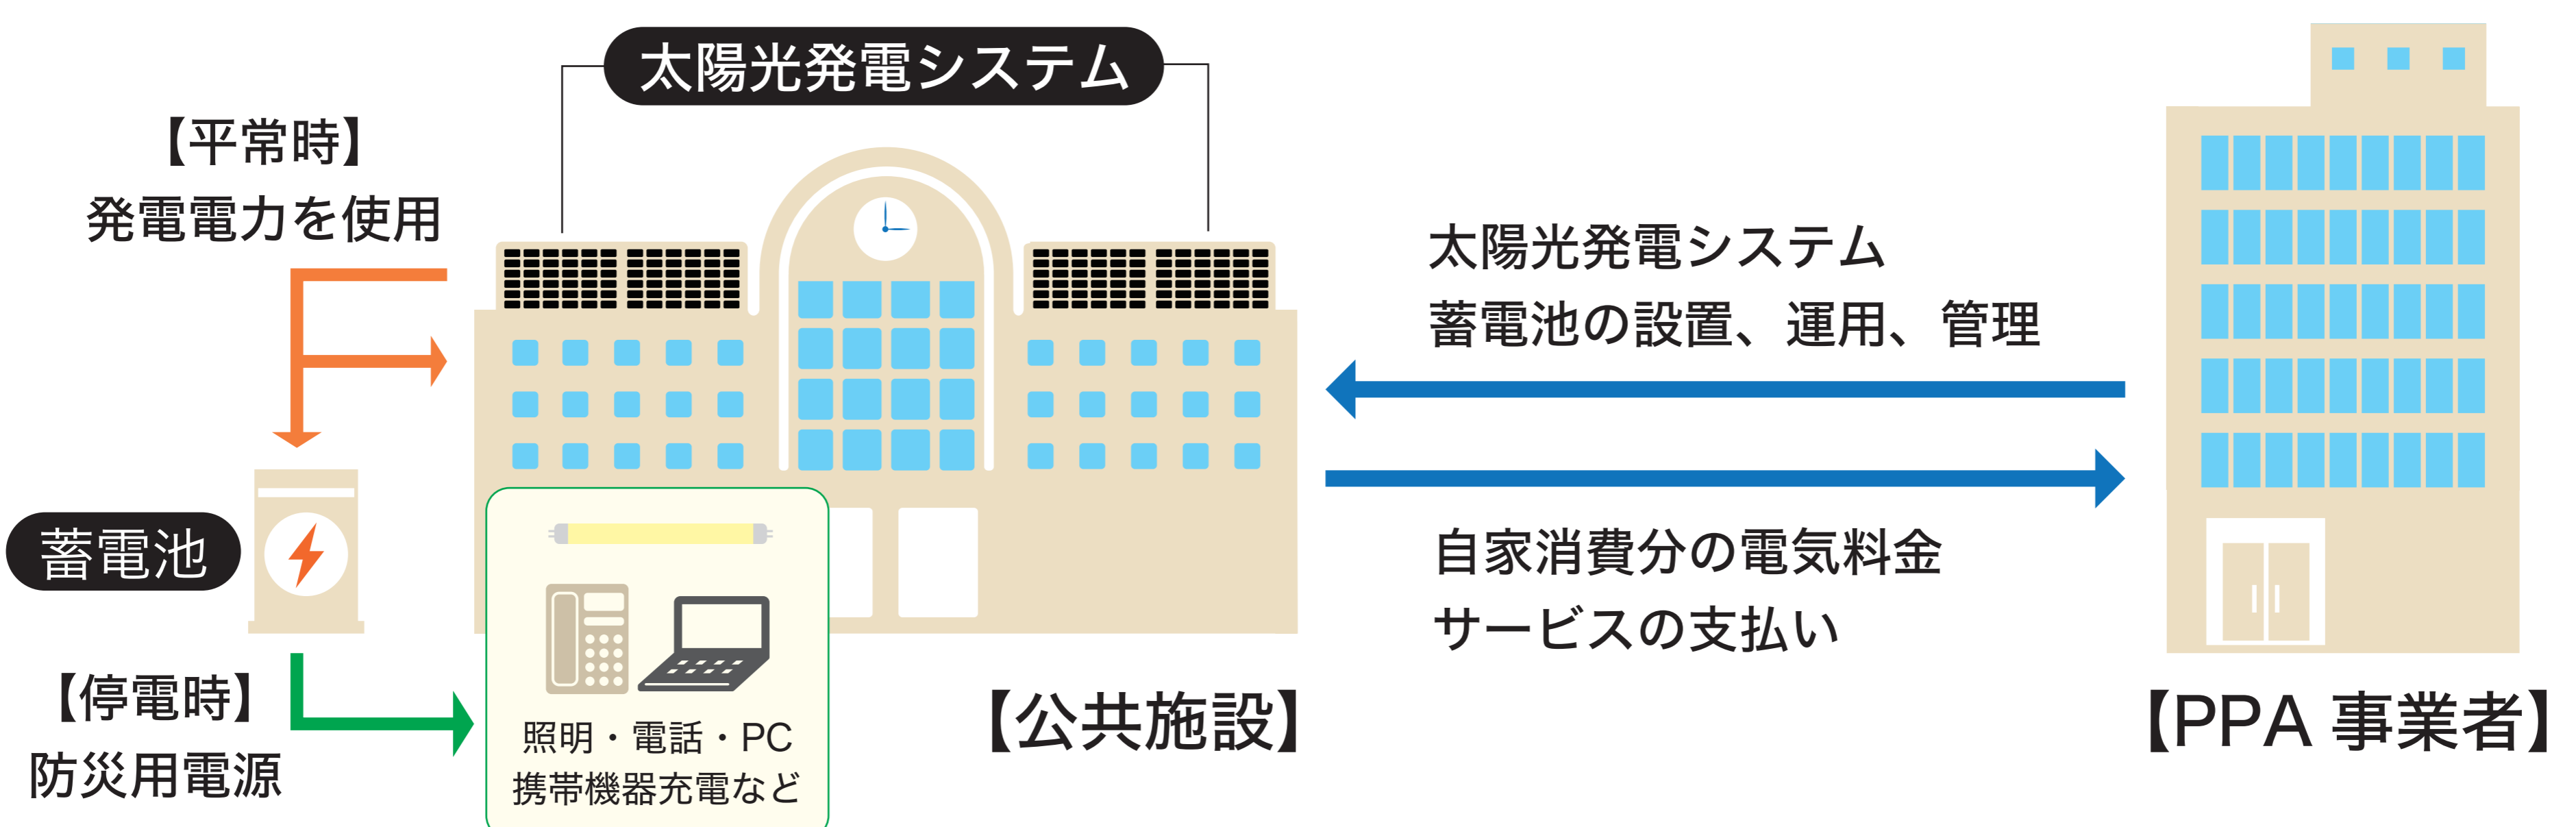 太陽光発電システム
【平常時】
発電電力を使用
太陽光発電システム
蓄電池の設置、運用、管理
蓄電池
自家消費分の電気料金
サービスの支払い
【停電時】
防災用電源
照明・電話・PC
携帯機器充電など
【公共施設】
【PPA 事業者】